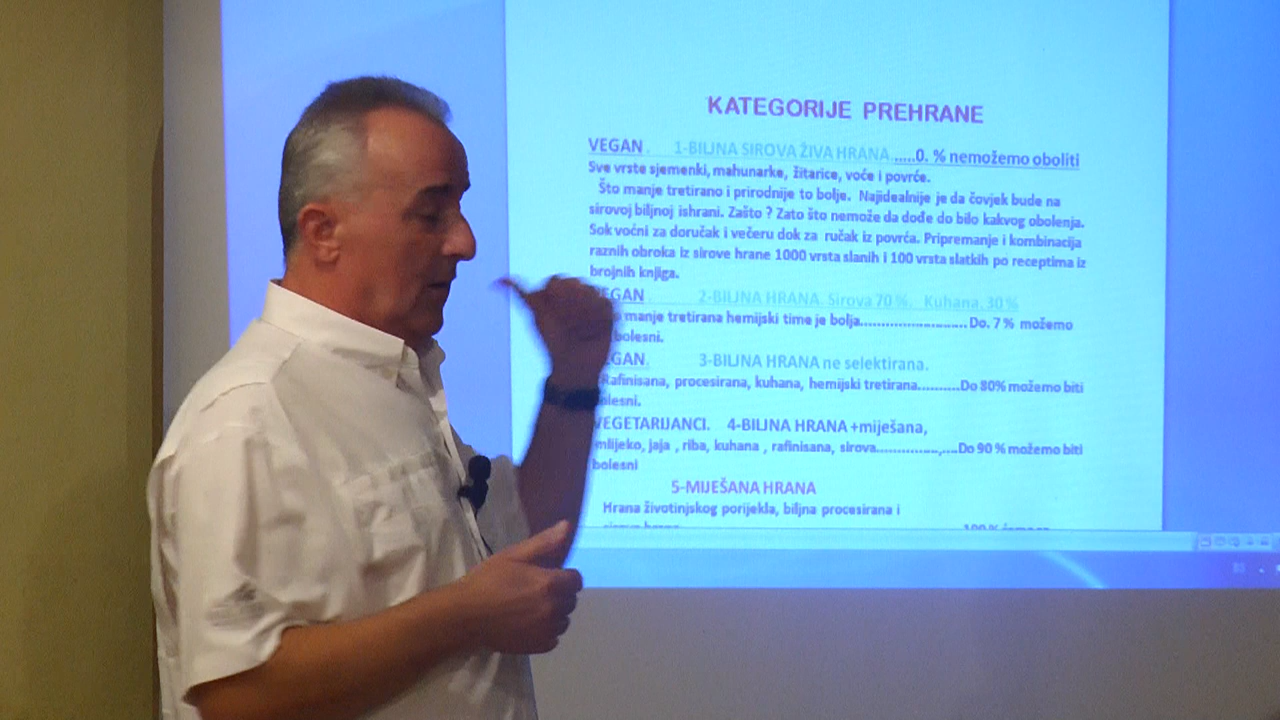 KATEGORIJE PREHRANE
VEGAN. 1-BILJNA SIROVA ŽIVA HRANA.....0. % nemožemo oboliti
Sve vrste sjemenki, mahunarke, žitarice, voće i povrće.
Što manje tretirano i prirodnije to bolje. Najidealnije je da čovjek bude na
sirovoj biljnoj ishrani. Zašto ? Zato što nemože da dođe do bilo kakvog obolenja.
Sok voćni za doručak i večeru dok za ručak iz povrća. Pripremanje i kombinacija
raznih obroka iz sirove hrane 1000 vrsta slanih i 100 vrsta slatkih po receptima iz
brojnih knjiga.
EGAN 2-BILJNA HRANA. Sirova 70 %. Kuhana. 30 %
manje tretirana hemijski time je bolja.......................... Do. 7 % možemo
bolesni.
GAN. 3-BILJNA HRANA ne selektirana.
Rafinisana, procesirana, kuhana, hemijski tretirana..........Do 80% možemo biti
lesni.
VEGETARIJANCI. 4-BILJNA HRANA +miješana,
mlijeko, jaja , riba, kuhana , rafinisana, sirova...............,....Do 90 % možemo biti
bolesni
5-MIJEŠANA HRANA
Hrana životinjskog porijekla, biljna procesirana i